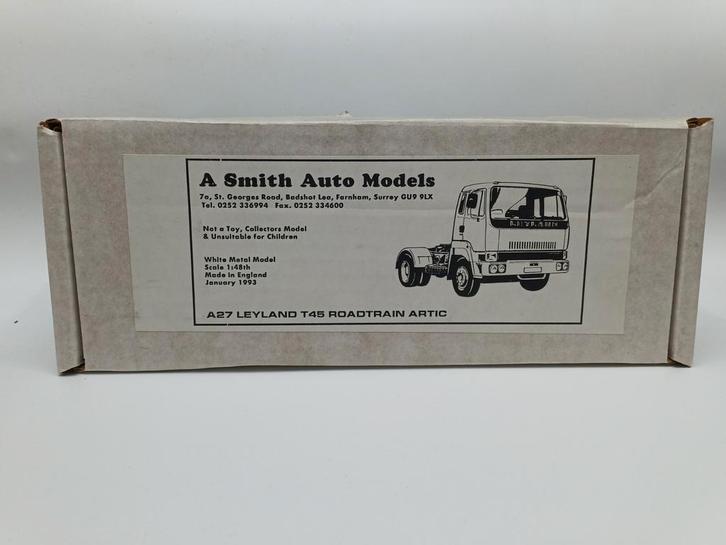 A Smith Auto Models
7a, St. Georges Road, Badshot Lea, Farnham, Surrey GU9 9LX
Tel. 0252 336994 Fax. 0252 334600
Not a Toy, Collectors Model
& Unsuitable for Children
White Metal Model
Scale 1:48th
Made in England
January 1993
A27 LEYLAND T45 ROADTRAIN ARTIC